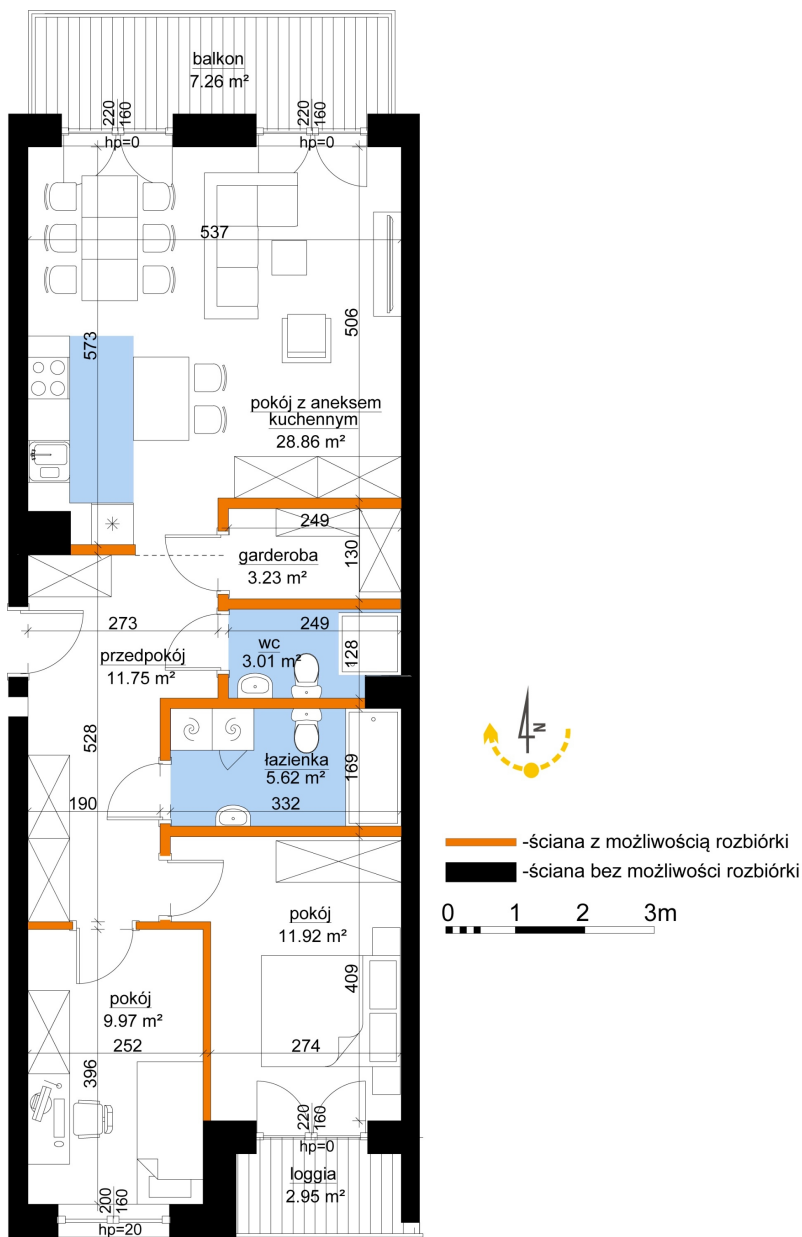 balkon
7.26 m²
220
160
hp=0
220
160
hp=0
537
573
506
pokój z aneksem
kuchennym
28.86 m²
249
garderoba
3.23 m²
130
273
249
wc
3.01 m²
128
przedpokój
11.75 m²
528
łazienka
5.62 m²
169
190
332
N
-ściana z możliwością rozbiórki
-ściana bez możliwości rozbiórki
0 1 2 3m
pokój
11.92 m²
409
pokój
9.97 m²
252
274
396
220
160
hp=0
loggia
2.95 m²
200
160
hp=20